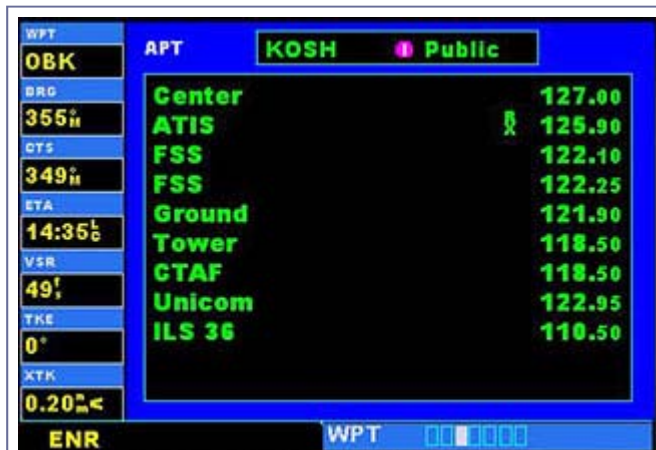 WPT
OBK
BRG
355°M
CTS
349°M
ETA
14:35LC
VSR
49
TKE
0°
XTK
0.20nm<
ENR
APT KOSH Public
Center 127.00
ATIS RX 125.90
FSS 122.10
FSS 122.25
Ground 121.90
Tower 118.50
CTAF 118.50
Unicom 122.95
ILS 36 110.50
WPT